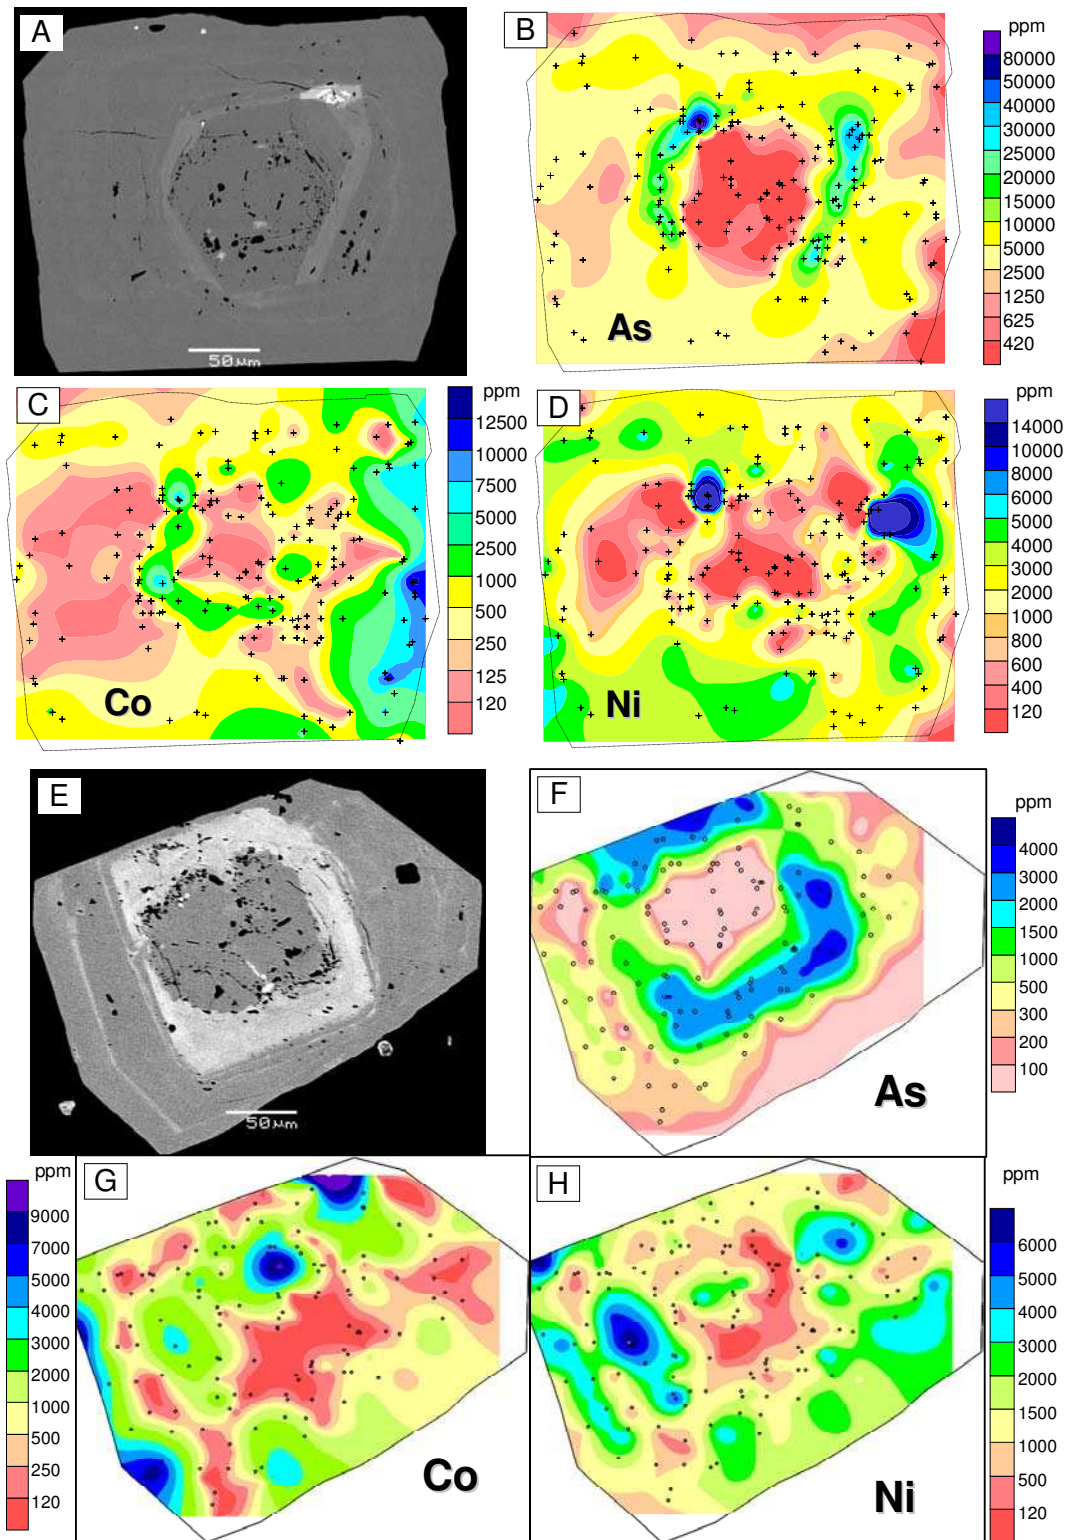 A
50 µm
B
As
ppm
80000
50000
40000
30000
25000
20000
15000
10000
5000
2500
1250
625
420
C
Co
ppm
12500
10000
7500
5000
2500
1000
500
250
125
120
D
Ni
ppm
14000
10000
8000
6000
5000
4000
3000
2000
1000
800
600
400
120
E
50 µm
F
As
ppm
4000
3000
2000
1500
1000
500
300
200
100
ppm
9000
7000
5000
4000
3000
2000
1000
500
250
120
G
Co
H
Ni
ppm
6000
5000
4000
3000
2000
1500
1000
500
120